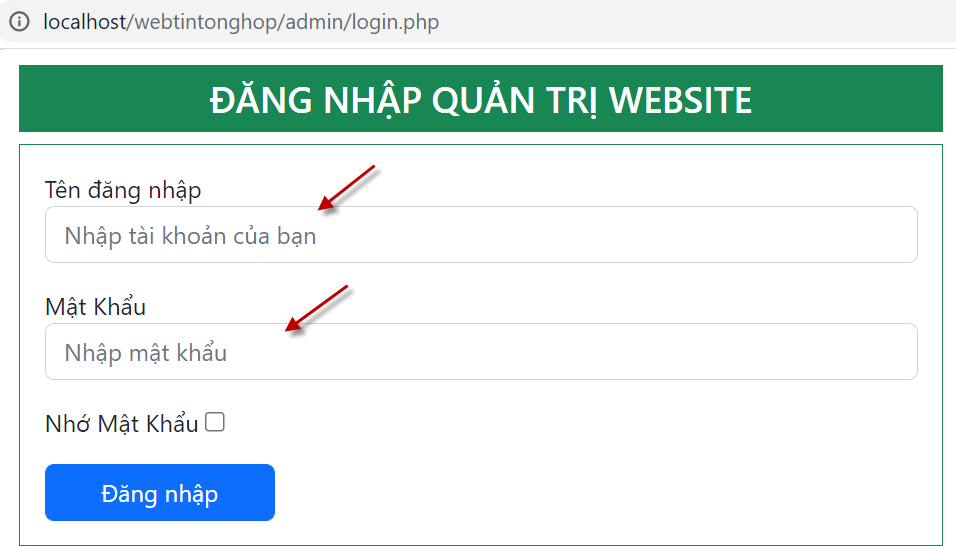 localhost/webtintonghop/admin/login.php
ĐĂNG NHẬP QUẢN TRỊ WEBSITE
Tên đăng nhập
Nhập tài khoản của bạn
Mật Khẩu
Nhập mật khẩu
Nhớ Mật Khẩu
Đăng nhập